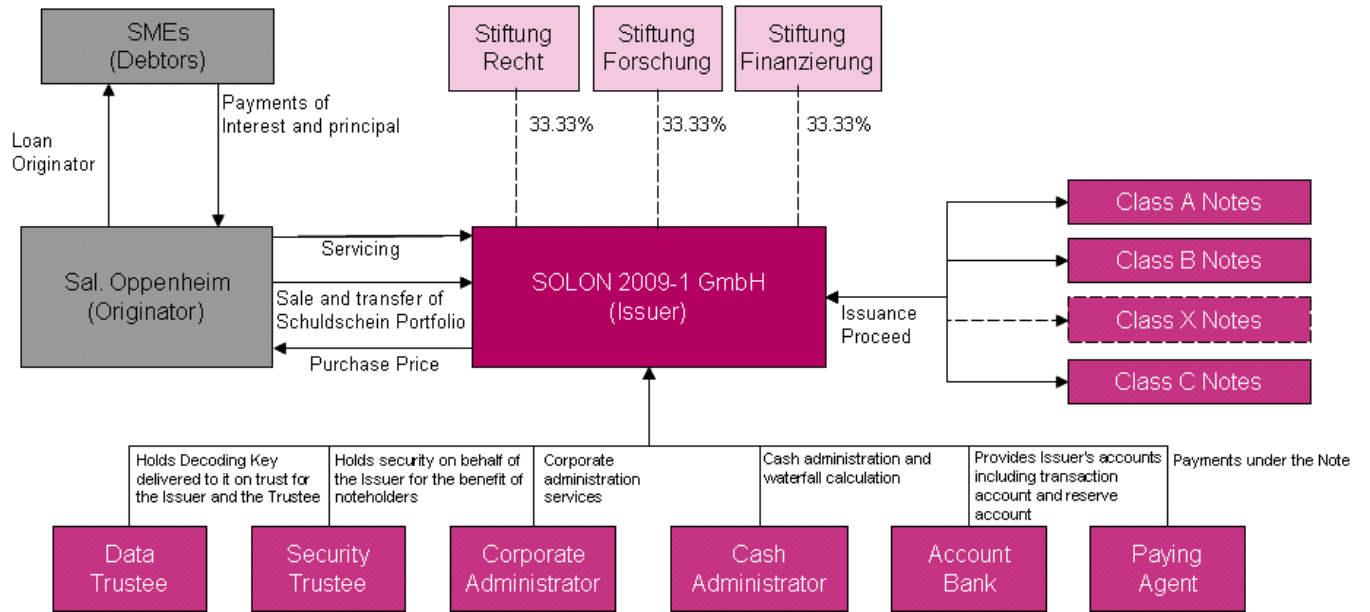 SMEs
(Debtors)
Stiftung
Recht
Stiftung
Forschung
Stiftung
Finanzierung
Payments of
Interest and principal
Loan
Originator
33.33%
33.33%
33.33%
Sal. Oppenheim
(Originator)
Servicing
Sale and transfer of
Schuldschein Portfolio
Purchase Price
SOLON 2009-1 GmbH
(Issuer)
Issuance
Proceed
Class A Notes
Class B Notes
Class X Notes
Class C Notes
Holds Decoding Key
delivered to it on trust for
the Issuer and the Trustee
Holds security on behalf of
the Issuer for the benefit of
noteholders
Corporate
administration
services
Cash administration and
waterfall calculation
Provides Issuer's accounts
including transaction
account and reserve
account
Payments under the Note
Data
Trustee
Security
Trustee
Corporate
Administrator
Cash
Administrator
Account
Bank
Paying
Agent